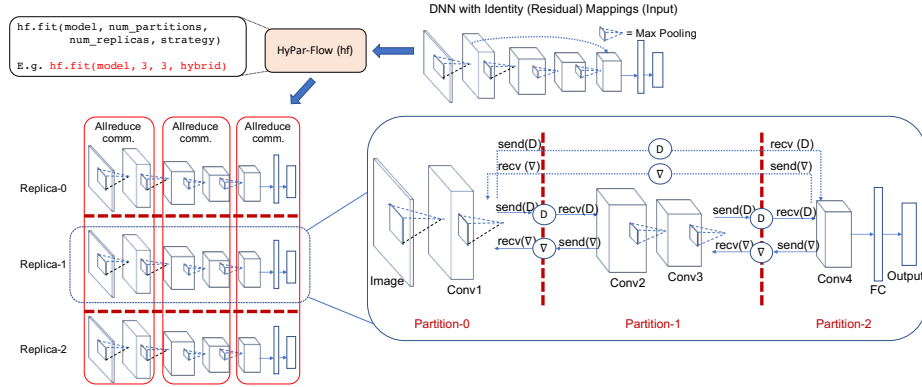 DNN with Identity (Residual) Mappings (Input)
hf.fit(model, num_partitions,
num_replicas, strategy)
E.g. hf.fit(model, 3, 3, hybrid)
HyPar-Flow (hf)
= Max Pooling
Allreduce comm.
Allreduce comm.
Allreduce comm.
Replica-0
Replica-1
Replica-2
send(D)
D
recv (D)
recv (∇)
∇
send(∇)
send(D)
D
recv(D)
send(D)
D
recv(D)
recv(∇)
∇
send(∇)
recv(∇)
∇
send(∇)
Image
Conv1
Conv2
Conv3
Conv4
FC
Output
Partition-0
Partition-1
Partition-2